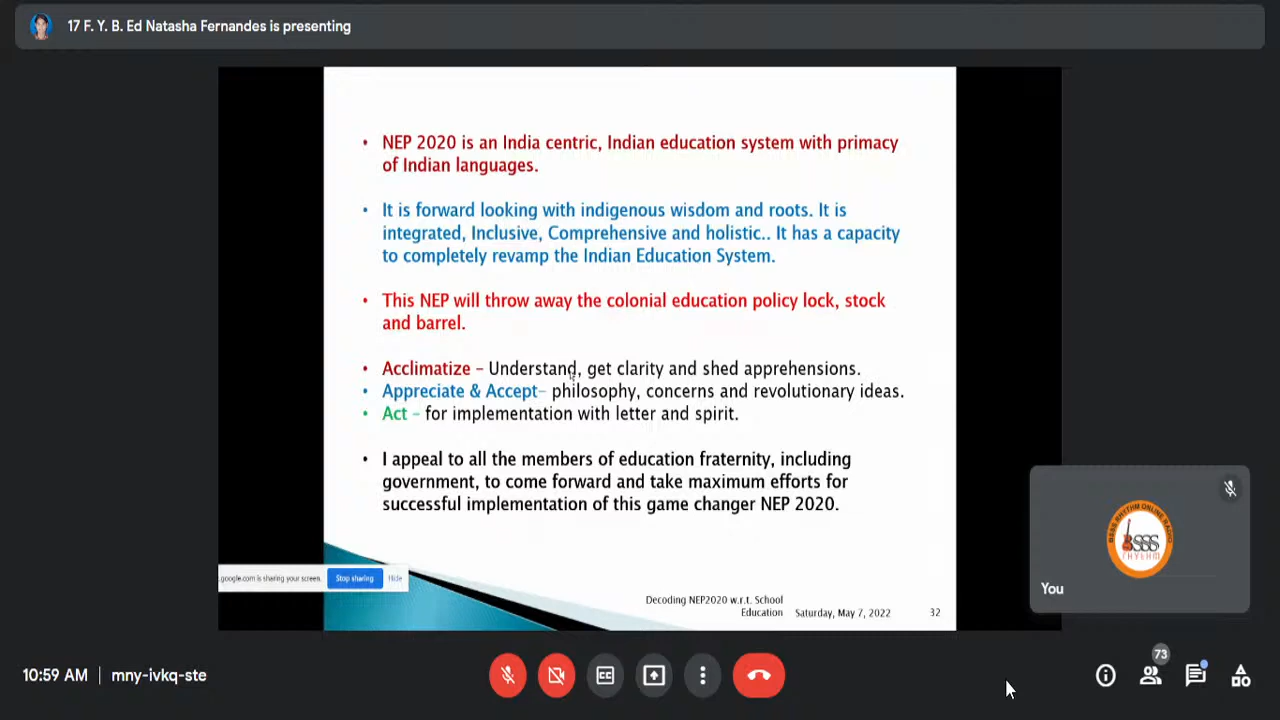 17 F. Y. B. Ed Natasha Fernandes is presenting
• NEP 2020 is an India centric, Indian education system with primacy
of Indian languages.
• It is forward looking with indigenous wisdom and roots. It is
integrated, Inclusive, Comprehensive and holistic.. It has a capacity
to completely revamp the Indian Education System.
• This NEP will throw away the colonial education policy lock, stock
and barrel.
• Acclimatize – Understand, get clarity and shed apprehensions.
• Appreciate & Accept– philosophy, concerns and revolutionary ideas.
• Act – for implementation with letter and spirit.
• I appeal to all the members of education fraternity, including
government, to come forward and take maximum efforts for
successful implementation of this game changer NEP 2020.
.google.com is sharing your screen. Stop sharing Hide
Decoding NEP2020 w.r.t. School
Education Saturday, May 7, 2022 32
BSSS RHYTHM ONLINE RADIO
BSSS
RHYTHM
You
10:59 AM | mny-ivkq-ste
73